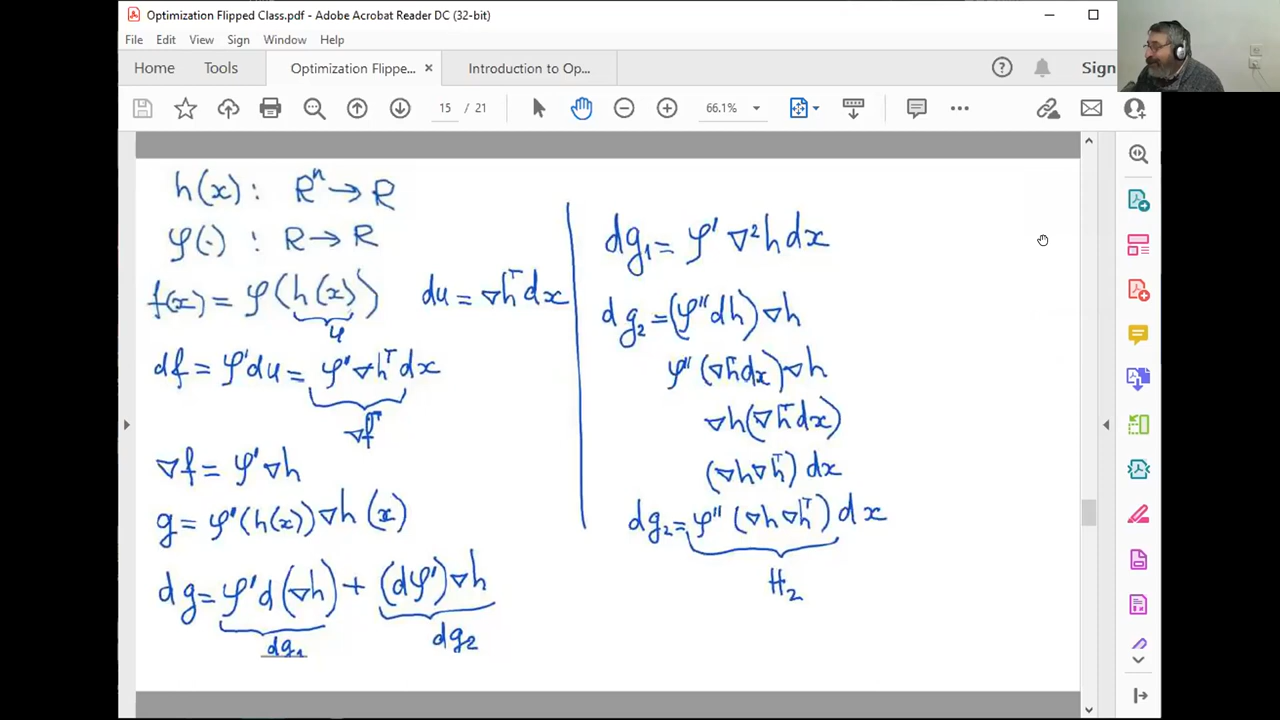 Optimization Flipped Class.pdf - Adobe Acrobat Reader DC (32-bit)
File Edit View Sign Window Help
Home Tools Optimization Flippe... × Introduction to Op... Sign
15 / 21 66.1%
h(x) : Rⁿ → R
φ(·) : R → R
f(x) = φ(h(x)) du = ∇hᵀdx
u
df = φ'du = φ'∇hᵀdx
∇fᵀ
∇f = φ'∇h
g = φ'(h(x))∇h(x)
dg = φ'd(∇h) + (dφ')∇h
dg₁ dg₂
dg₁ = φ'∇²hdx
dg₂ = (φ''dh)∇h
φ''(∇hᵀdx)∇h
∇h(∇hᵀdx)
(∇h∇hᵀ)dx
dg₂ = φ''(∇h∇hᵀ)dx
H₂